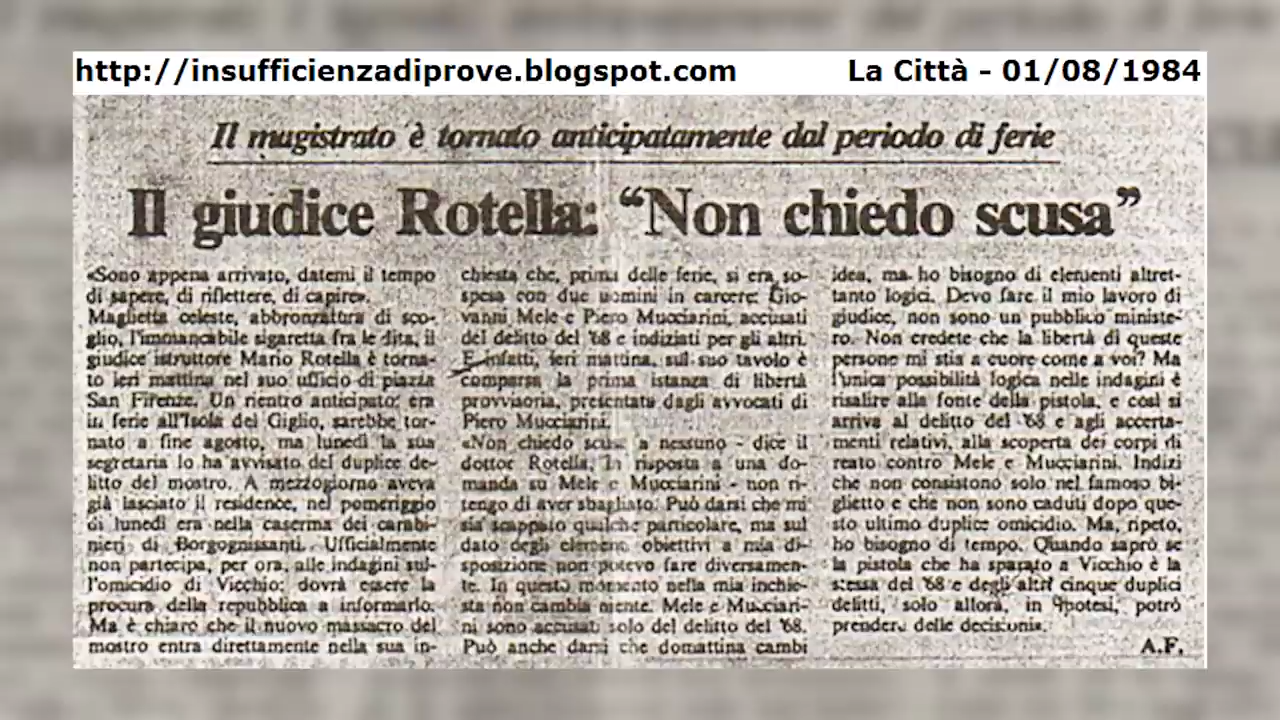 http://insufficienzadiprove.blogspot.com La Città - 01/08/1984
Il magistrato è tornato anticipatamente dal periodo di ferie
Il giudice Rotella: “Non chiedo scusa”
«Sono appena arrivato, datemi il tempo
di sapere, di riflettere, di capire».
Maglietta celeste, abbronzatura di sco-
glio, l'immancabile sigaretta fra le dita, il
giudice istruttore Mario Rotella è torna-
to ieri mattina nel suo ufficio di piazza
San Firenze. Un rientro anticipato: era
in ferie all'Isola del Giglio, sarebbe tor-
nato a fine agosto, ma lunedì la sua
segretaria lo ha avvisato del duplice de-
litto del mostro. A mezzogiorno aveva
già lasciato il residence, nel pomeriggio
di lunedì era nella caserma dei carabi-
nieri di Borgognissanti. Ufficialmente
non partecipa, per ora, alle indagini sul-
l'omicidio di Vicchio: dovrà essere la
procura della repubblica a informarlo.
Ma è chiaro che il nuovo massacro del
mostro entra direttamente nella sua in-
chiesta che, prima delle ferie, si era so-
spesa con due uomini in carcere: Gio-
vanni Mele e Piero Mucciarini, accusati
del delitto del '68 e indiziati per gli altri.
E infatti, ieri mattina, sul suo tavolo è
comparsa la prima istanza di libertà
provvisoria, presentata dagli avvocati di
Piero Mucciarini.
«Non chiedo scusa a nessuno - dice il
dottor Rotella, in risposta a una do-
manda su Mele e Mucciarini - non ri-
tengo di aver sbagliato. Può darsi che mi
sia scappato qualche particolare, ma sul
dato degli elementi obiettivi a mia di-
sposizione non potevo fare diversamen-
te. In questo momento nella mia inchie-
sta non cambia niente. Mele e Mucciari-
ni sono accusati solo del delitto del '68.
Può anche darsi che domattina cambi
idea, ma ho bisogno di elementi altret-
tanto logici. Devo fare il mio lavoro di
giudice, non sono un pubblico ministe-
ro. Non credete che la libertà di queste
persone mi stia a cuore come a voi? Ma
l'unica possibilità logica nelle indagini è
risalire alla fonte della pistola, e così si
arriva al delitto del '68 e agli accerta-
menti relativi, alla scoperta dei corpi di
reato contro Mele e Mucciarini. Indizi
che non consistono solo nel famoso bi-
glietto e che non sono caduti dopo que-
sto ultimo duplice omicidio. Ma, ripeto,
ho bisogno di tempo. Quando saprò se
la pistola che ha sparato a Vicchio è la
stessa del '68 e degli altri cinque duplici
delitti, solo allora, in ipotesi, potrò
prendere delle decisioni».
A.F.